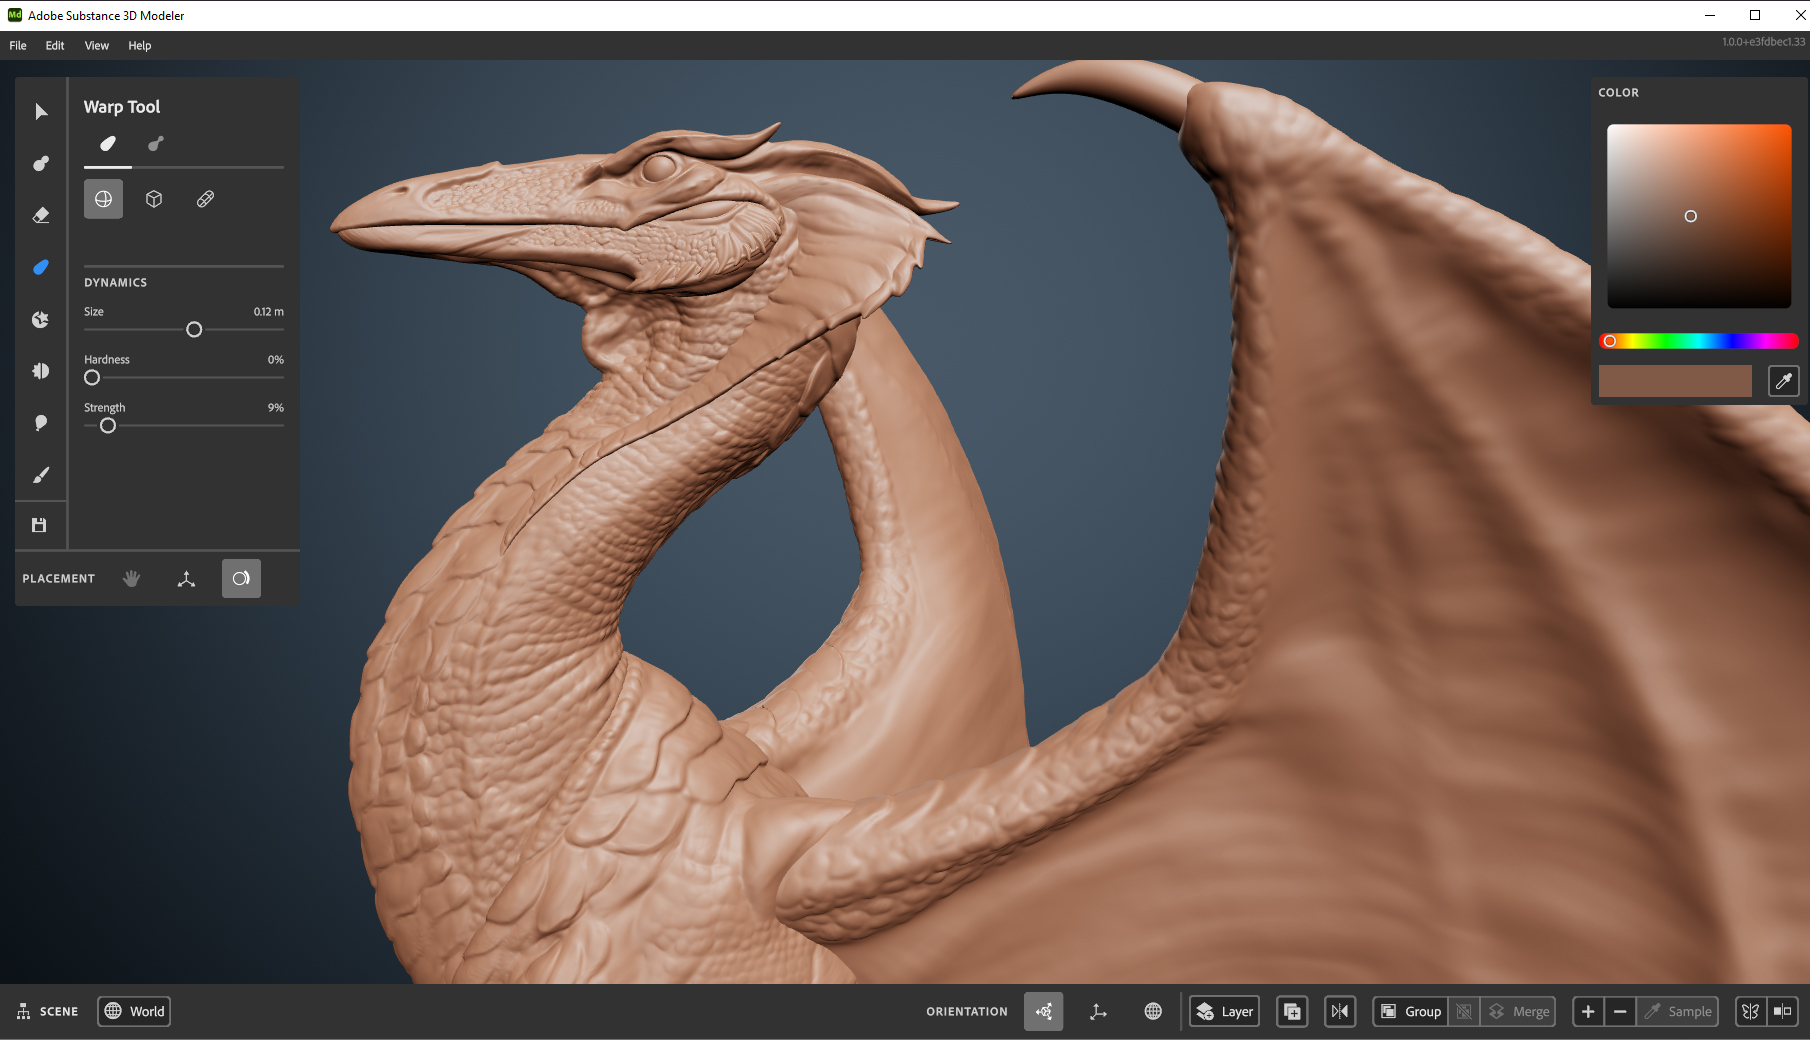 Md Adobe Substance 3D Modeler
File Edit View Help
1.0.0+e3fdbec1.33
Warp Tool
DYNAMICS
Size 0.12 m
Hardness 0%
Strength 9%
PLACEMENT
COLOR
SCENE World ORIENTATION Layer Group Merge Sample